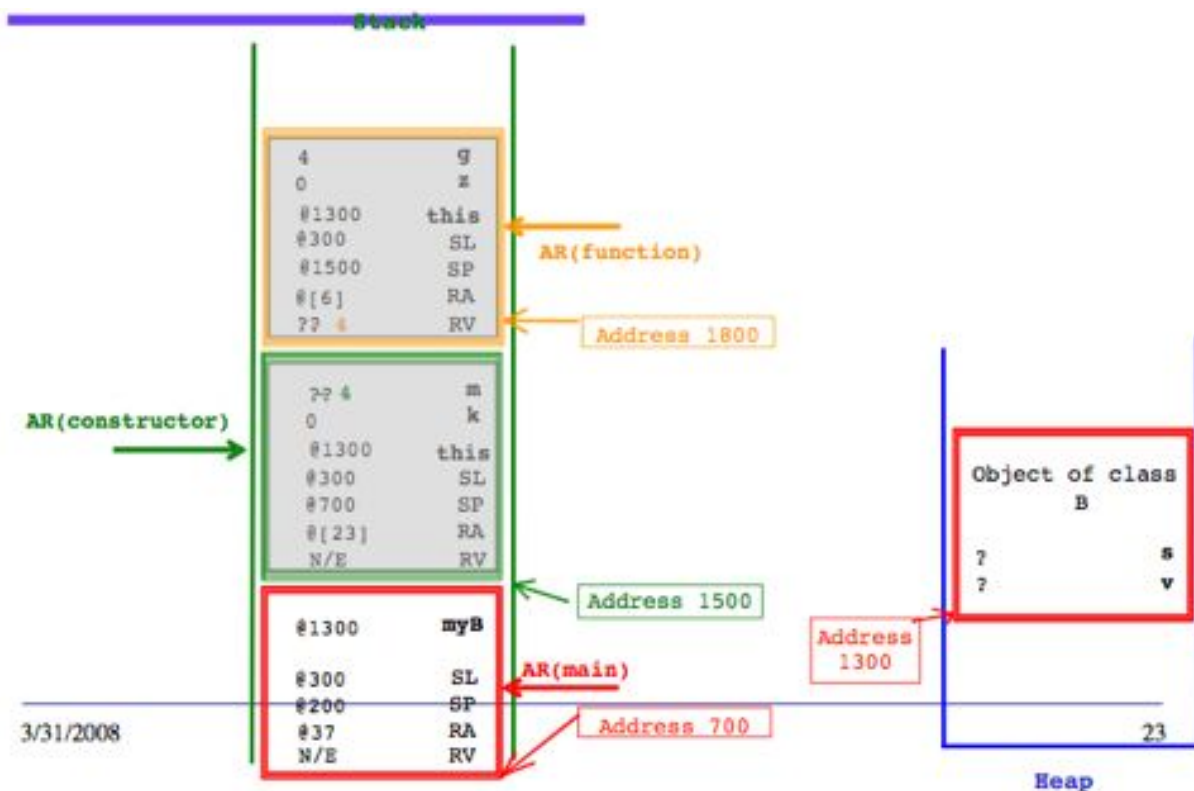 Stack
4 g
0 z
@1300 this
@300 SL
@1500 SP
@[6] RA
?? 4 RV
AR(function)
Address 1800
?? 4 m
0 k
@1300 this
@300 SL
@700 SP
@[23] RA
N/E RV
AR(constructor)
Address 1500
@1300 myB
@300 SL
@200 SP
@37 RA
N/E RV
AR(main)
Address 700
Object of class
B
? s
? v
Address
1300
Heap
3/31/2008
23